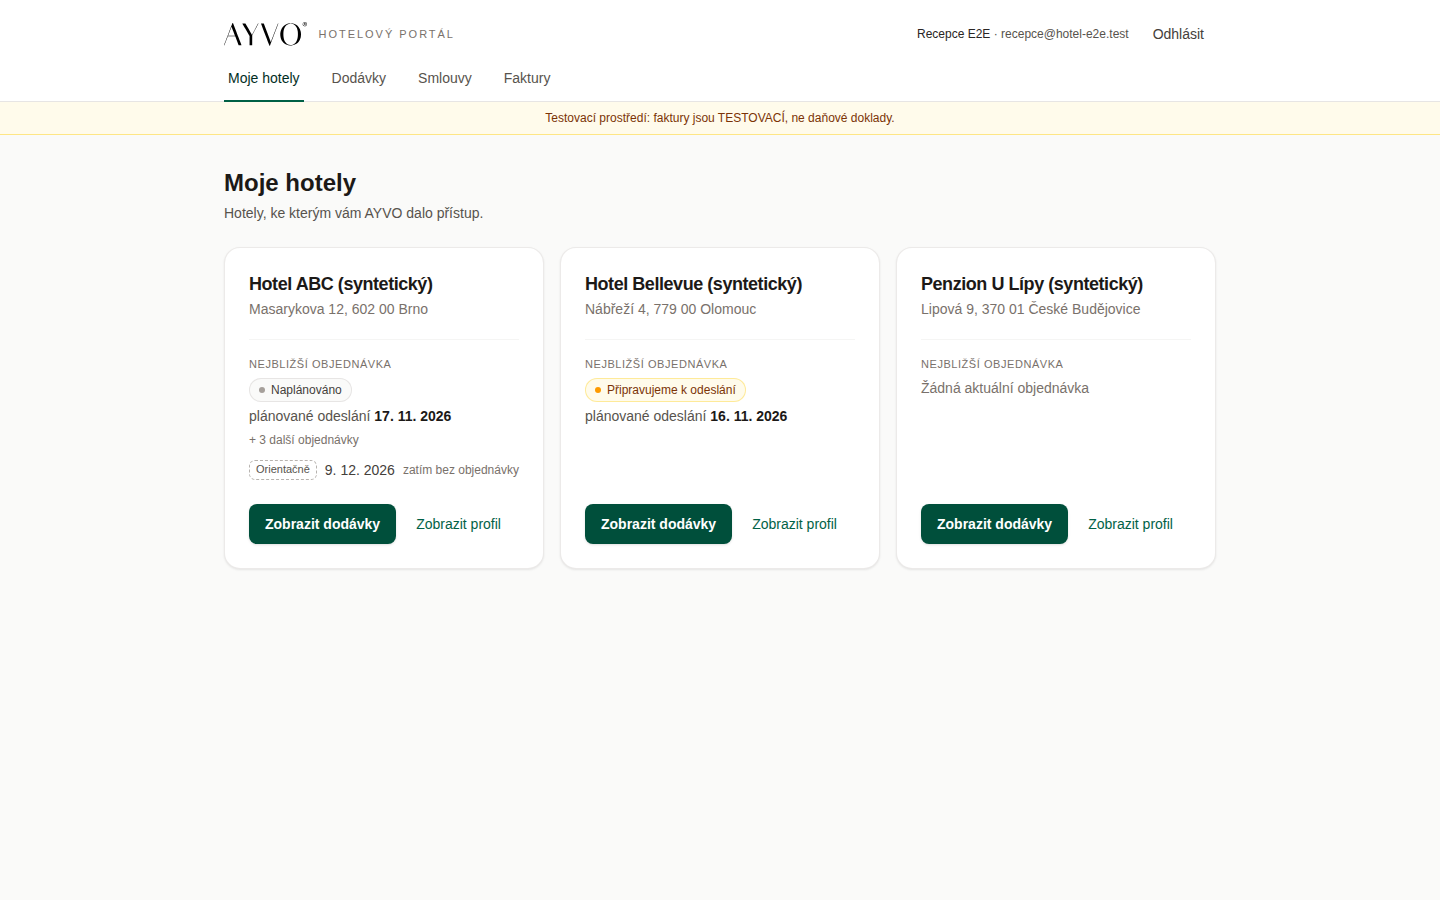 AYVO® HOTELOVÝ PORTÁL
Recepce E2E · recepce@hotel-e2e.test Odhlásit
Moje hotely Dodávky Smlouvy Faktury
Testovací prostředí: faktury jsou TESTOVACÍ, ne daňové doklady.
Moje hotely
Hotely, ke kterým vám AYVO dalo přístup.
Hotel ABC (syntetický)
Masarykova 12, 602 00 Brno
NEJBLIŽŠÍ OBJEDNÁVKA
Naplánováno
plánované odeslání 17. 11. 2026
+ 3 další objednávky
Orientačně 9. 12. 2026 zatím bez objednávky
Zobrazit dodávky Zobrazit profil
Hotel Bellevue (syntetický)
Nábřeží 4, 779 00 Olomouc
NEJBLIŽŠÍ OBJEDNÁVKA
Připravujeme k odeslání
plánované odeslání 16. 11. 2026
Zobrazit dodávky Zobrazit profil
Penzion U Lípy (syntetický)
Lipová 9, 370 01 České Budějovice
NEJBLIŽŠÍ OBJEDNÁVKA
Žádná aktuální objednávka
Zobrazit dodávky Zobrazit profil